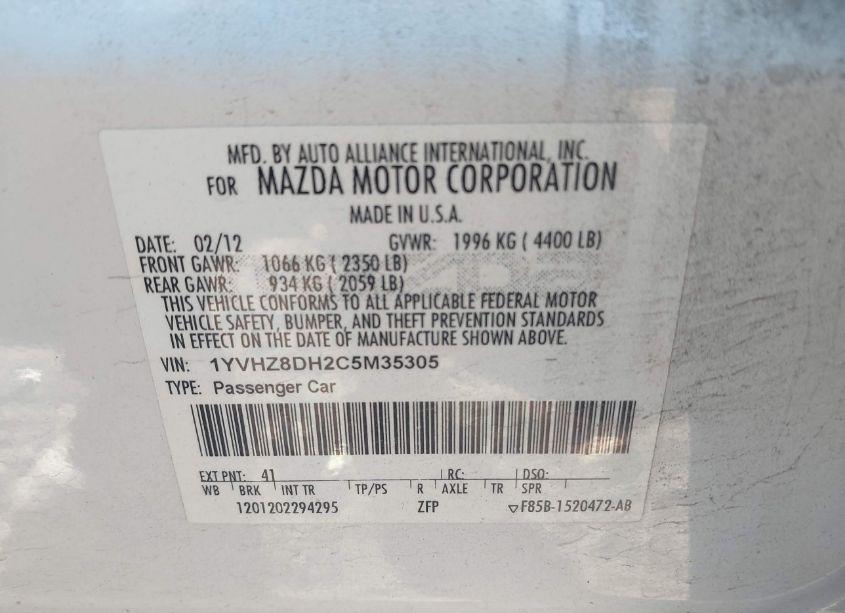 MFD. BY AUTO ALLIANCE INTERNATIONAL, INC.
FOR MAZDA MOTOR CORPORATION
MADE IN U.S.A.
DATE: 02/12 GVWR: 1996 KG ( 4400 LB)
FRONT GAWR: 1066 KG ( 2350 LB)
REAR GAWR: 934 KG ( 2059 LB)
THIS VEHICLE CONFORMS TO ALL APPLICABLE FEDERAL MOTOR
VEHICLE SAFETY, BUMPER, AND THEFT PREVENTION STANDARDS
IN EFFECT ON THE DATE OF MANUFACTURE SHOWN ABOVE.
VIN: 1YVHZ8DH2C5M35305
TYPE: Passenger Car
EXT PNT: 41 RC: DSO:
WB BRK INT TR TP/PS R AXLE TR SPR
1201202294295 ZFP ▽F85B-1520472-AB